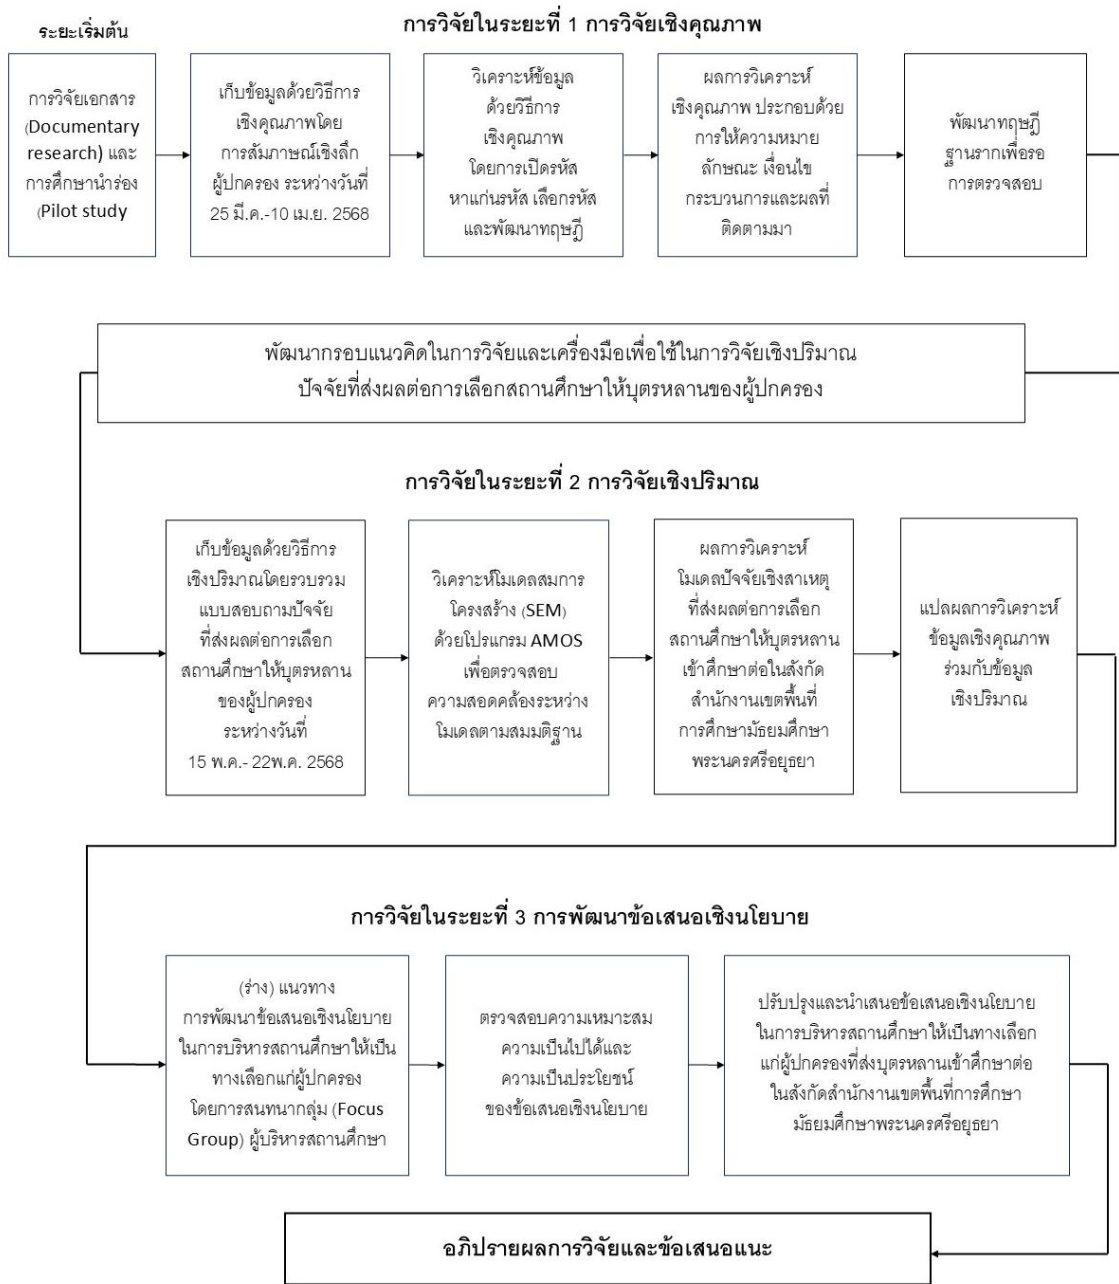 การวิจัยในระยะที่ 1 การวิจัยเชิงคุณภาพ
ระยะเริ่มต้น
การวิจัยเอกสาร
(Documentary
research) และ
การศึกษานำร่อง
(Pilot study
เก็บข้อมูลด้วยวิธีการ
เชิงคุณภาพโดย
การสัมภาษณ์เชิงลึก
ผู้ปกครอง ระหว่างวันที่
25 มี.ค.-10 เม.ย. 2568
วิเคราะห์ข้อมูล
ด้วยวิธีการ
เชิงคุณภาพ
โดยการเปิดรหัส
หาแก่นรหัส เลือกรหัส
และพัฒนาทฤษฎี
ผลการวิเคราะห์
เชิงคุณภาพ ประกอบด้วย
การให้ความหมาย
ลักษณะ เงื่อนไข
กระบวนการและผลที่
ติดตามมา
พัฒนาทฤษฎี
ฐานรากเพื่อรอ
การตรวจสอบ
พัฒนากรอบแนวคิดในการวิจัยและเครื่องมือเพื่อใช้ในการวิจัยเชิงปริมาณ
ปัจจัยที่ส่งผลต่อการเลือกสถานศึกษาให้บุตรหลานของผู้ปกครอง
การวิจัยในระยะที่ 2 การวิจัยเชิงปริมาณ
เก็บข้อมูลด้วยวิธีการ
เชิงปริมาณโดยรวบรวม
แบบสอบถามปัจจัย
ที่ส่งผลต่อการเลือก
สถานศึกษาให้บุตรหลาน
ของผู้ปกครอง
ระหว่างวันที่
15 พ.ค.- 22พ.ค. 2568
วิเคราะห์โมเดลสมการ
โครงสร้าง (SEM)
ด้วยโปรแกรม AMOS
เพื่อตรวจสอบ
ความสอดคล้องระหว่าง
โมเดลตามสมมติฐาน
ผลการวิเคราะห์
โมเดลปัจจัยเชิงสาเหตุ
ที่ส่งผลต่อการเลือก
สถานศึกษาให้บุตรหลาน
เข้าศึกษาต่อในสังกัด
สำนักงานเขตพื้นที่
การศึกษามัธยมศึกษา
พระนครศรีอยุธยา
แปลผลการวิเคราะห์
ข้อมูลเชิงคุณภาพ
ร่วมกับข้อมูล
เชิงปริมาณ
การวิจัยในระยะที่ 3 การพัฒนาข้อเสนอเชิงนโยบาย
(ร่าง) แนวทาง
การพัฒนาข้อเสนอเชิงนโยบาย
ในการบริหารสถานศึกษาให้เป็น
ทางเลือกแก่ผู้ปกครอง
โดยการสนทนากลุ่ม (Focus
Group) ผู้บริหารสถานศึกษา
ตรวจสอบความเหมาะสม
ความเป็นไปได้และ
ความเป็นประโยชน์
ของข้อเสนอเชิงนโยบาย
ปรับปรุงและนำเสนอข้อเสนอเชิงนโยบาย
ในการบริหารสถานศึกษาให้เป็นทางเลือก
แก่ผู้ปกครองที่ส่งบุตรหลานเข้าศึกษาต่อ
ในสังกัดสำนักงานเขตพื้นที่การศึกษา
มัธยมศึกษาพระนครศรีอยุธยา
อภิปรายผลการวิจัยและข้อเสนอแนะ